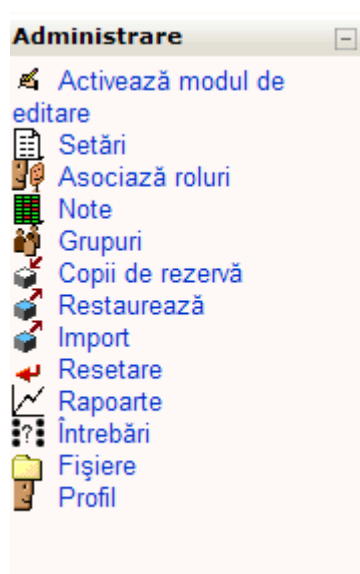 Administrare
Activează modul de
editare
Setări
Asociază roluri
Note
Grupuri
Copii de rezervă
Restaurează
Import
Resetare
Rapoarte
Întrebări
Fişiere
Profil